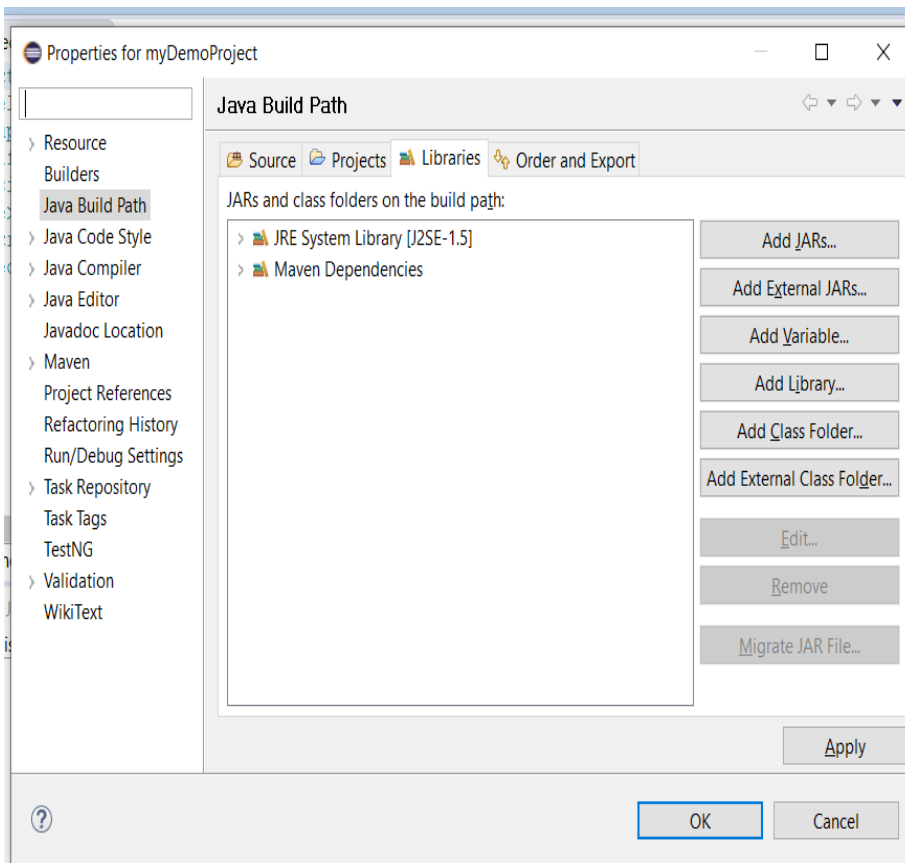 Properties for myDemoProject
Java Build Path
Resource
Builders
Java Build Path
Java Code Style
Java Compiler
Java Editor
Javadoc Location
Maven
Project References
Refactoring History
Run/Debug Settings
Task Repository
Task Tags
TestNG
Validation
WikiText
Source Projects Libraries Order and Export
JARs and class folders on the build path:
JRE System Library [J2SE-1.5]
Maven Dependencies
Add JARs...
Add External JARs...
Add Variable...
Add Library...
Add Class Folder...
Add External Class Folder...
Edit...
Remove
Migrate JAR File...
Apply
OK Cancel